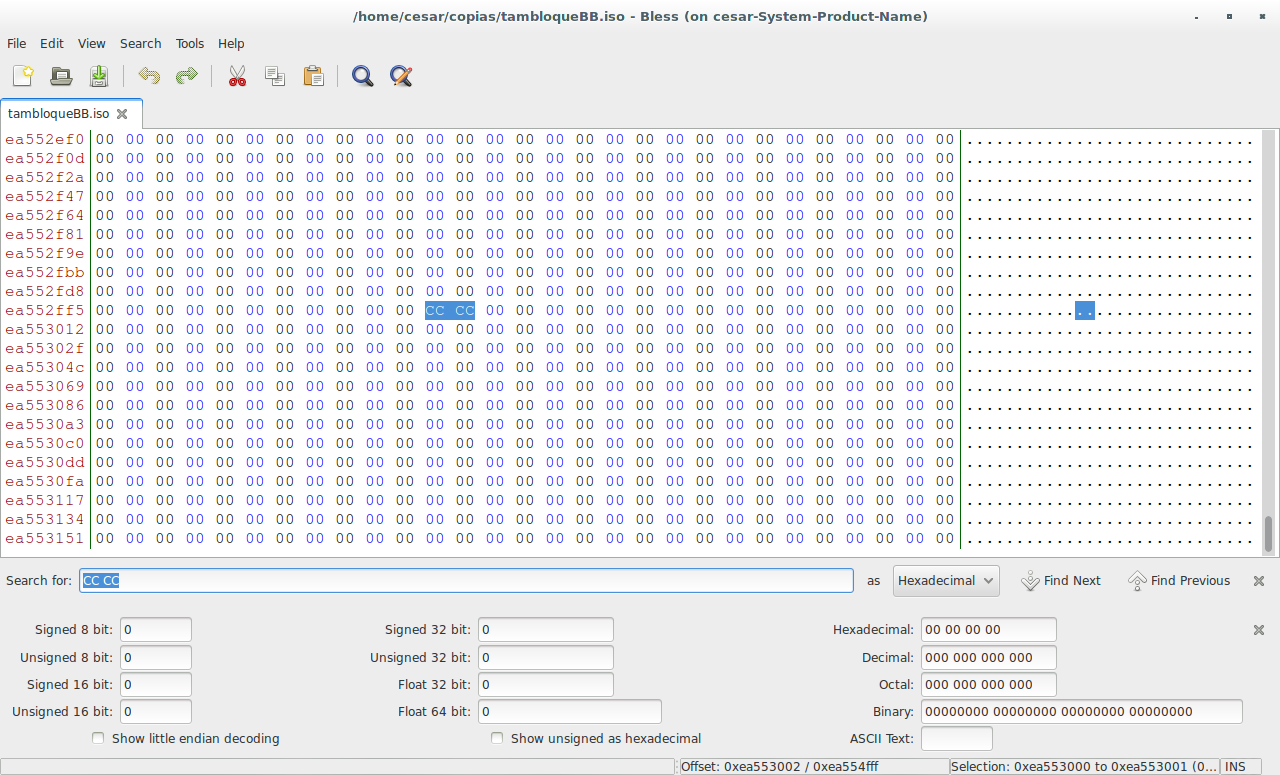 /home/cesar/copias/tambloqueBB.iso - Bless (on cesar-System-Product-Name)
File Edit View Search Tools Help
tambloqueBB.iso
ea552ef0 00 00 00 00 00 00 00 00 00 00 00 00 00 00 00 00 00 00 00 00 00 00 00 00 00 00 00 00 00 .............................
ea552f0d 00 00 00 00 00 00 00 00 00 00 00 00 00 00 00 00 00 00 00 00 00 00 00 00 00 00 00 00 00 .............................
ea552f2a 00 00 00 00 00 00 00 00 00 00 00 00 00 00 00 00 00 00 00 00 00 00 00 00 00 00 00 00 00 .............................
ea552f47 00 00 00 00 00 00 00 00 00 00 00 00 00 00 00 00 00 00 00 00 00 00 00 00 00 00 00 00 00 .............................
ea552f64 00 00 00 00 00 00 00 00 00 00 00 00 00 00 00 00 00 00 00 00 00 00 00 00 00 00 00 00 00 .............................
ea552f81 00 00 00 00 00 00 00 00 00 00 00 00 00 00 00 00 00 00 00 00 00 00 00 00 00 00 00 00 00 .............................
ea552f9e 00 00 00 00 00 00 00 00 00 00 00 00 00 00 00 00 00 00 00 00 00 00 00 00 00 00 00 00 00 .............................
ea552fbb 00 00 00 00 00 00 00 00 00 00 00 00 00 00 00 00 00 00 00 00 00 00 00 00 00 00 00 00 00 .............................
ea552fd8 00 00 00 00 00 00 00 00 00 00 00 00 00 00 00 00 00 00 00 00 00 00 00 00 00 00 00 00 00 .............................
ea552ff5 00 00 00 00 00 00 00 00 00 00 00 CC CC 00 00 00 00 00 00 00 00 00 00 00 00 00 00 00 00 .............................
ea553012 00 00 00 00 00 00 00 00 00 00 00 00 00 00 00 00 00 00 00 00 00 00 00 00 00 00 00 00 00 .............................
ea55302f 00 00 00 00 00 00 00 00 00 00 00 00 00 00 00 00 00 00 00 00 00 00 00 00 00 00 00 00 00 .............................
ea55304c 00 00 00 00 00 00 00 00 00 00 00 00 00 00 00 00 00 00 00 00 00 00 00 00 00 00 00 00 00 .............................
ea553069 00 00 00 00 00 00 00 00 00 00 00 00 00 00 00 00 00 00 00 00 00 00 00 00 00 00 00 00 00 .............................
ea553086 00 00 00 00 00 00 00 00 00 00 00 00 00 00 00 00 00 00 00 00 00 00 00 00 00 00 00 00 00 .............................
ea5530a3 00 00 00 00 00 00 00 00 00 00 00 00 00 00 00 00 00 00 00 00 00 00 00 00 00 00 00 00 00 .............................
ea5530c0 00 00 00 00 00 00 00 00 00 00 00 00 00 00 00 00 00 00 00 00 00 00 00 00 00 00 00 00 00 .............................
ea5530dd 00 00 00 00 00 00 00 00 00 00 00 00 00 00 00 00 00 00 00 00 00 00 00 00 00 00 00 00 00 .............................
ea5530fa 00 00 00 00 00 00 00 00 00 00 00 00 00 00 00 00 00 00 00 00 00 00 00 00 00 00 00 00 00 .............................
ea553117 00 00 00 00 00 00 00 00 00 00 00 00 00 00 00 00 00 00 00 00 00 00 00 00 00 00 00 00 00 .............................
ea553134 00 00 00 00 00 00 00 00 00 00 00 00 00 00 00 00 00 00 00 00 00 00 00 00 00 00 00 00 00 .............................
ea553151 00 00 00 00 00 00 00 00 00 00 00 00 00 00 00 00 00 00 00 00 00 00 00 00 00 00 00 00 00 .............................
Search for: CC CC as Hexadecimal Find Next Find Previous
Signed 8 bit: 0 Signed 32 bit: 0 Hexadecimal: 00 00 00 00
Unsigned 8 bit: 0 Unsigned 32 bit: 0 Decimal: 000 000 000 000
Signed 16 bit: 0 Float 32 bit: 0 Octal: 000 000 000 000
Unsigned 16 bit: 0 Float 64 bit: 0 Binary: 00000000 00000000 00000000 00000000
Show little endian decoding Show unsigned as hexadecimal ASCII Text:
Offset: 0xea553002 / 0xea554fff Selection: 0xea553000 to 0xea553001 (0... INS